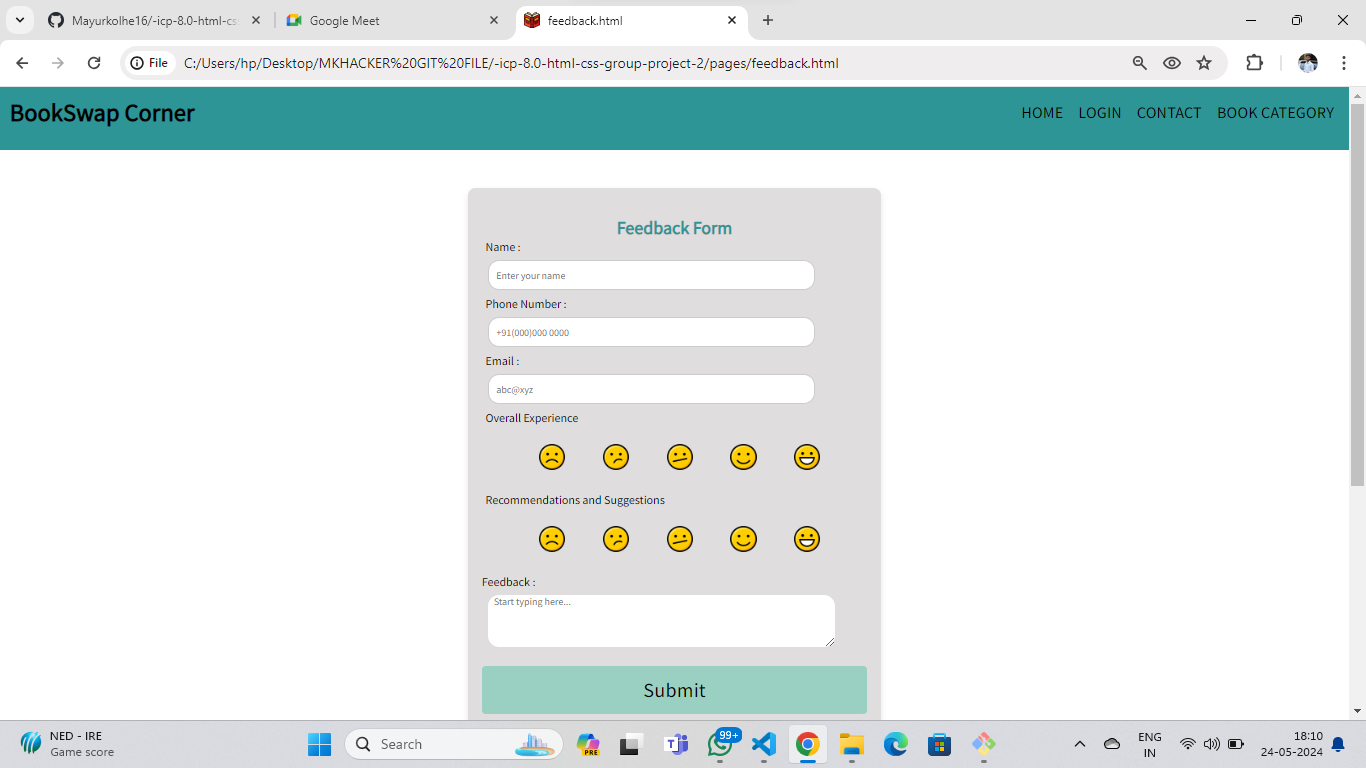 Mayurkolhe16/-icp-8.0-html-cs
Google Meet
feedback.html
File
C:/Users/hp/Desktop/MKHACKER%20GIT%20FILE/-icp-8.0-html-css-group-project-2/pages/feedback.html
BookSwap Corner
HOME LOGIN CONTACT BOOK CATEGORY
Feedback Form
Name :
Enter your name
Phone Number :
+91(000)000 0000
Email :
abc@xyz
Overall Experience
Recommendations and Suggestions
Feedback :
Start typing here...
Submit
NED - IRE
Game score
Search
PRE
99+
ENG
IN
18:10
24-05-2024